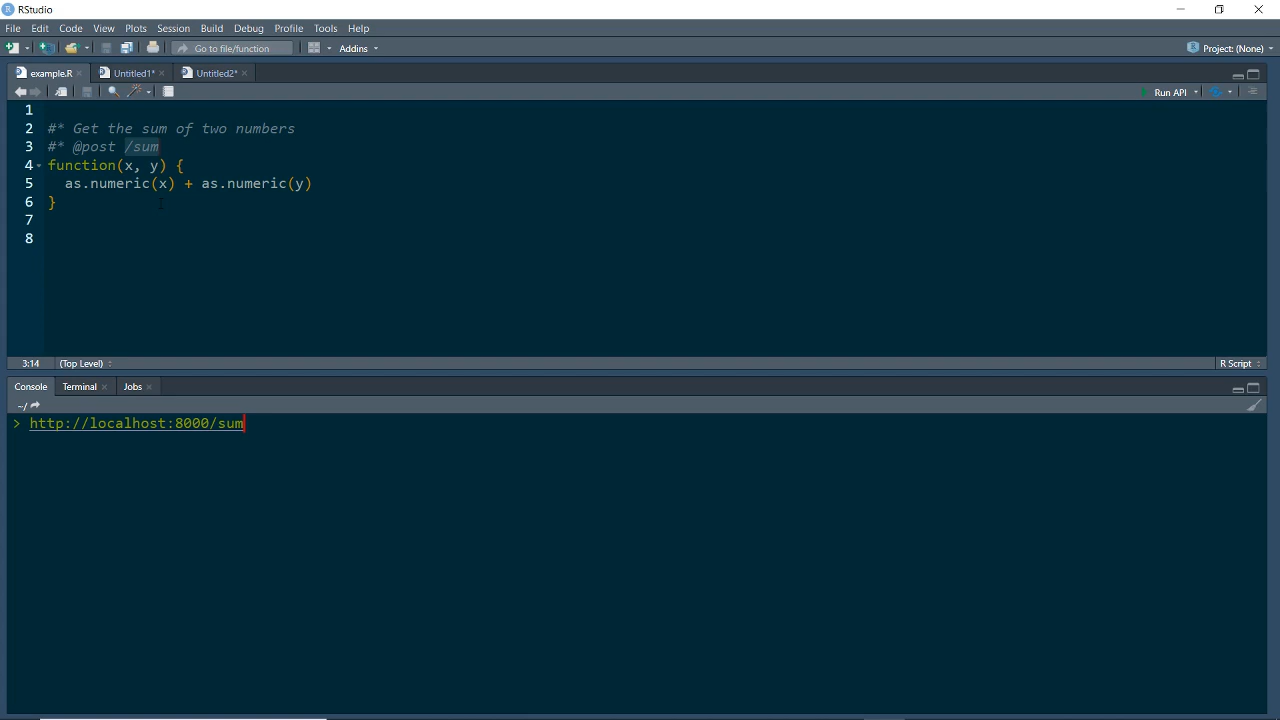 RStudio
File Edit Code View Plots Session Build Debug Profile Tools Help
Go to file/function Addins Project: (None)
example.R Untitled1* Untitled2*
Run API
1
2 #* Get the sum of two numbers
3 #* @post /sum
4 function(x, y) {
5 as.numeric(x) + as.numeric(y)
6 }
7
8
3:14 (Top Level) R Script
Console Terminal Jobs
~/
> http://localhost:8000/sum